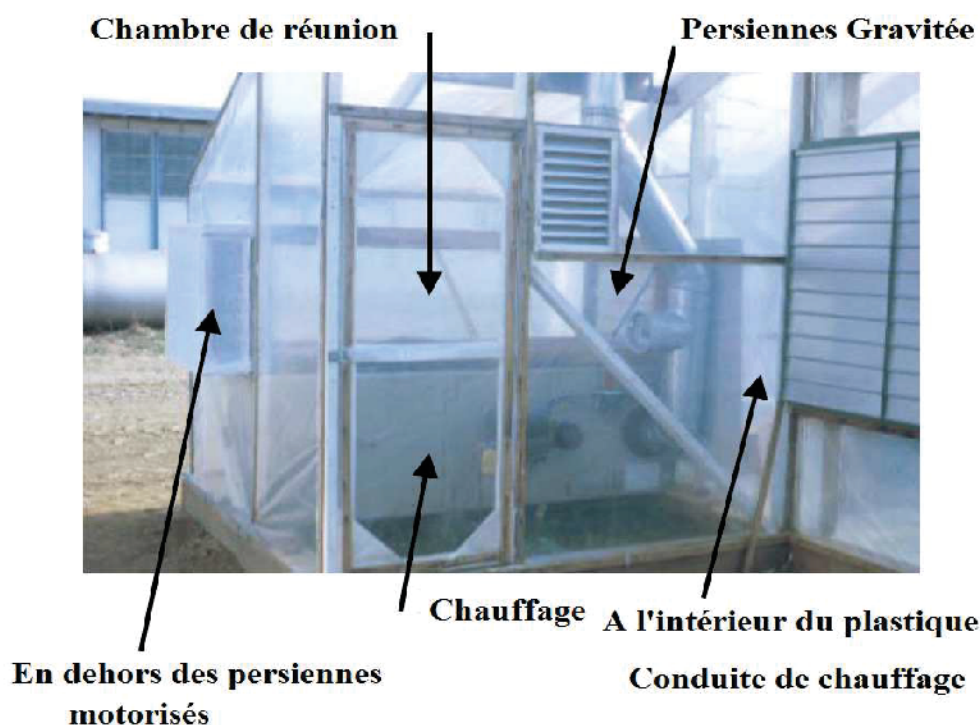 Chambre de réunion
Persiennes Gravitée
Chauffage
A l'intérieur du plastique
Conduite de chauffage
En dehors des persiennes
motorisés